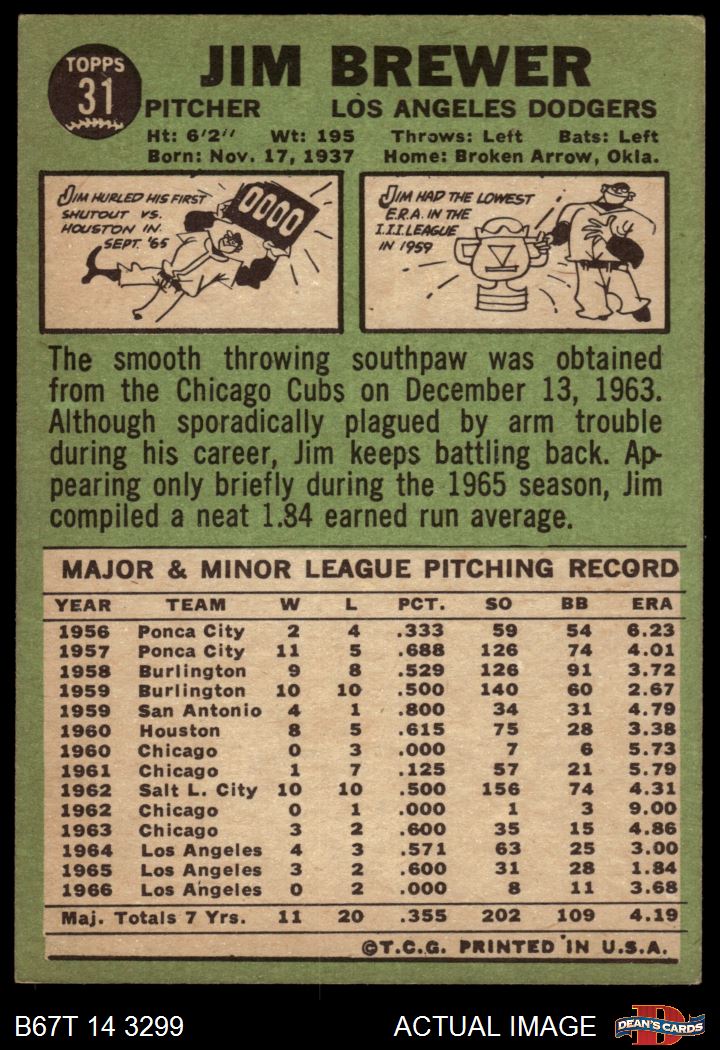 TOPPS
31
JIM BREWER
PITCHER LOS ANGELES DODGERS
Ht: 6'2" Wt: 195 Throws: Left Bats: Left
Born: Nov. 17, 1937 Home: Broken Arrow, Okla.
JIM HURLED HIS FIRST
SHUTOUT VS.
HOUSTON IN
SEPT. '65
0000
JIM HAD THE LOWEST
E.R.A. IN THE
I.I.I. LEAGUE
IN 1959
The smooth throwing southpaw was obtained
from the Chicago Cubs on December 13, 1963.
Although sporadically plagued by arm trouble
during his career, Jim keeps battling back. Ap-
pearing only briefly during the 1965 season, Jim
compiled a neat 1.84 earned run average.
MAJOR & MINOR LEAGUE PITCHING RECORD
YEAR TEAM W L PCT. SO BB ERA
1956 Ponca City 2 4 .333 59 54 6.23
1957 Ponca City 11 5 .688 126 74 4.01
1958 Burlington 9 8 .529 126 91 3.72
1959 Burlington 10 10 .500 140 60 2.67
1959 San Antonio 4 1 .800 34 31 4.79
1960 Houston 8 5 .615 75 28 3.38
1960 Chicago 0 3 .000 7 6 5.73
1961 Chicago 1 7 .125 57 21 5.79
1962 Salt L. City 10 10 .500 156 74 4.31
1962 Chicago 0 1 .000 1 3 9.00
1963 Chicago 3 2 .600 35 15 4.86
1964 Los Angeles 4 3 .571 63 25 3.00
1965 Los Angeles 3 2 .600 31 28 1.84
1966 Los Angeles 0 2 .000 8 11 3.68
Maj. Totals 7 Yrs. 11 20 .355 202 109 4.19
©T.C.G. PRINTED IN U.S.A.
B67T 14 3299 ACTUAL IMAGE DEAN'S CARDS